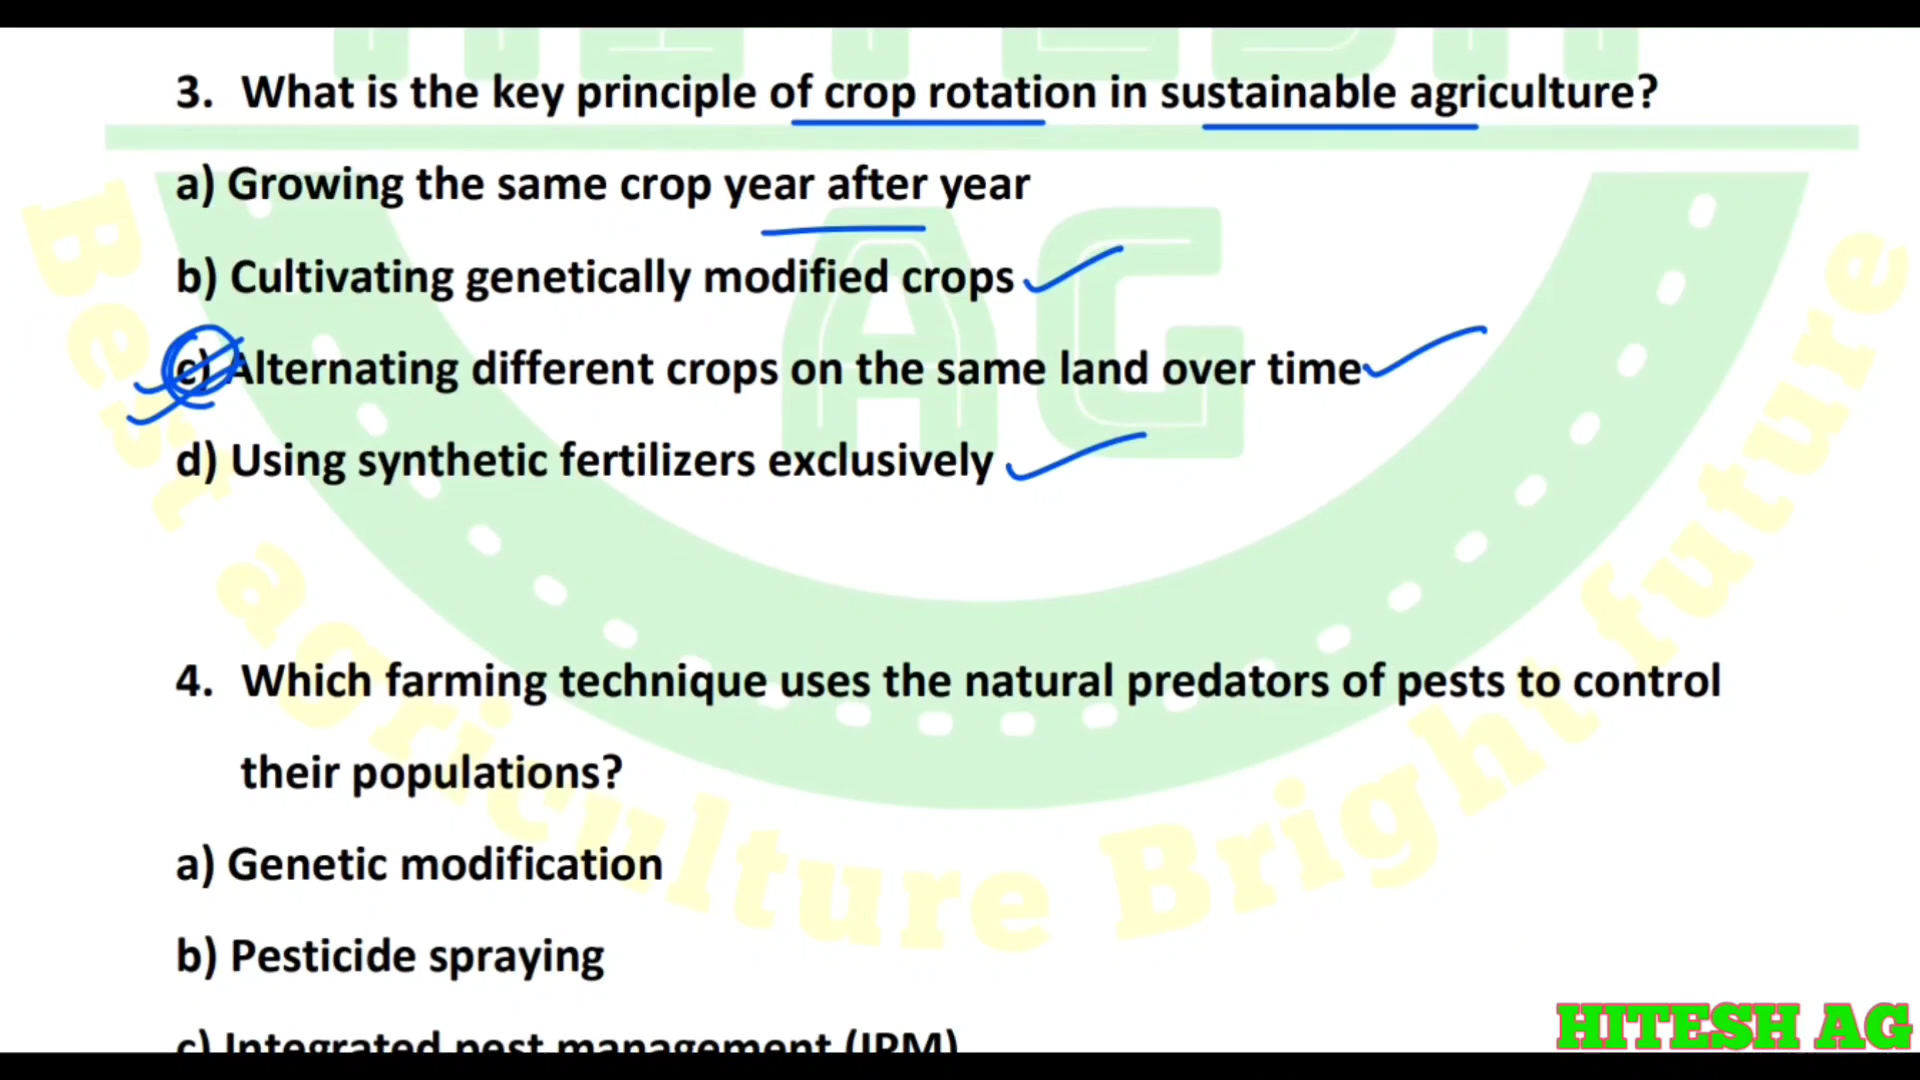 3. What is the key principle of crop rotation in sustainable agriculture?
a) Growing the same crop year after year
b) Cultivating genetically modified crops
c) Alternating different crops on the same land over time
d) Using synthetic fertilizers exclusively
4. Which farming technique uses the natural predators of pests to control
their populations?
a) Genetic modification
b) Pesticide spraying
c) Integrated pest management (IPM)
AG
Best agriculture Bright future
HITESH AG